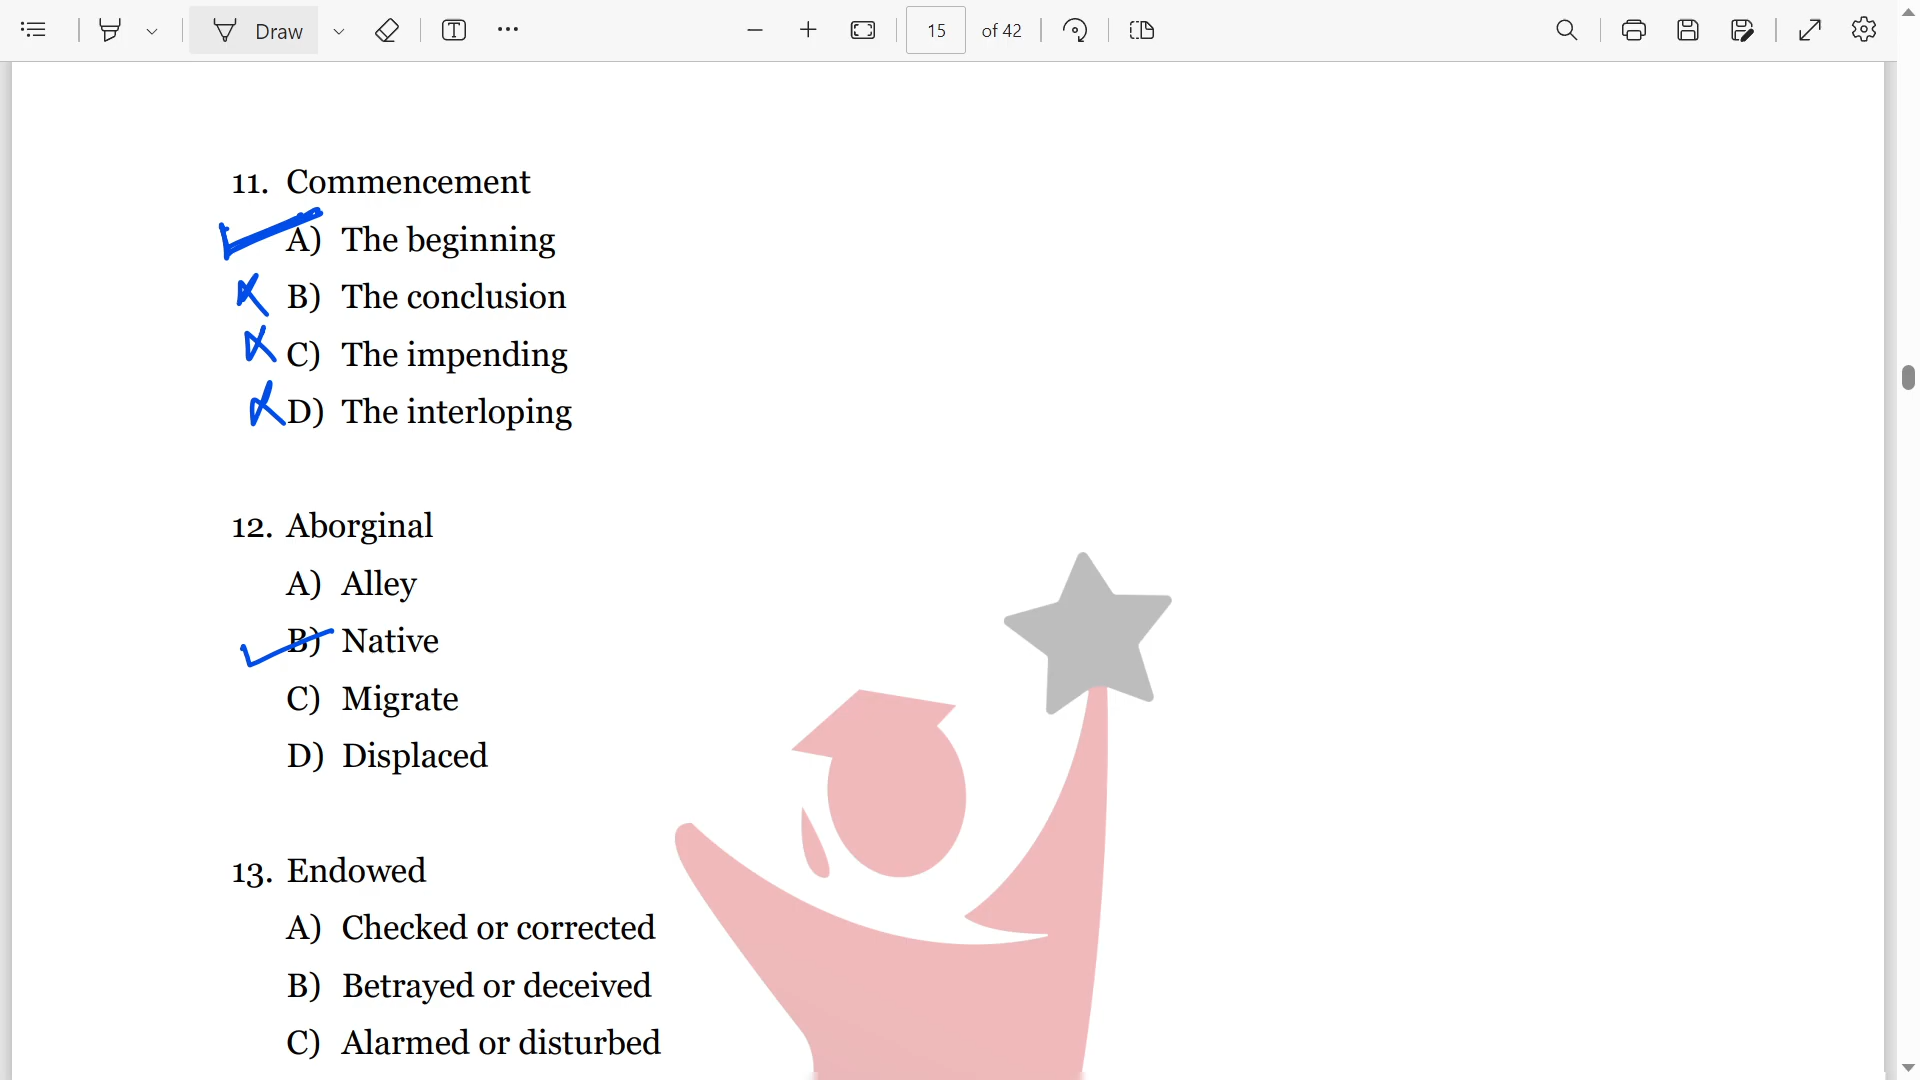 Draw
15
of 42
11. Commencement
A) The beginning
B) The conclusion
C) The impending
D) The interloping
12. Aborginal
A) Alley
B) Native
C) Migrate
D) Displaced
13. Endowed
A) Checked or corrected
B) Betrayed or deceived
C) Alarmed or disturbed